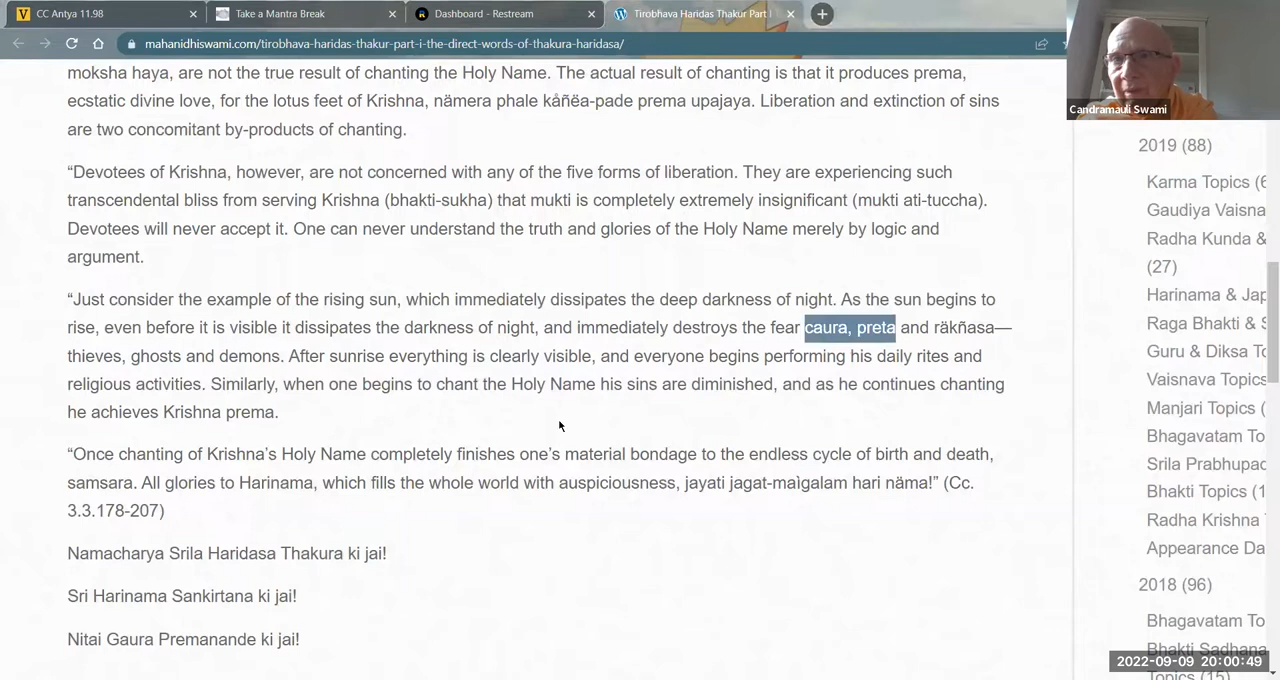 CC Antya 11.98
Take a Mantra Break
Dashboard - Restream
Tirobhava Haridas Thakur Part I
mahanidhiswami.com/tirobhava-haridas-thakur-part-i-the-direct-words-of-thakura-haridasa/
Candramauli Swami
moksha haya, are not the true result of chanting the Holy Name. The actual result of chanting is that it produces prema,
ecstatic divine love, for the lotus feet of Krishna, nämera phale kåñëa-pade prema upajaya. Liberation and extinction of sins
are two concomitant by-products of chanting.
“Devotees of Krishna, however, are not concerned with any of the five forms of liberation. They are experiencing such
transcendental bliss from serving Krishna (bhakti-sukha) that mukti is completely extremely insignificant (mukti ati-tuccha).
Devotees will never accept it. One can never understand the truth and glories of the Holy Name merely by logic and
argument.
“Just consider the example of the rising sun, which immediately dissipates the deep darkness of night. As the sun begins to
rise, even before it is visible it dissipates the darkness of night, and immediately destroys the fear caura, preta and räkñasa—
thieves, ghosts and demons. After sunrise everything is clearly visible, and everyone begins performing his daily rites and
religious activities. Similarly, when one begins to chant the Holy Name his sins are diminished, and as he continues chanting
he achieves Krishna prema.
“Once chanting of Krishna’s Holy Name completely finishes one’s material bondage to the endless cycle of birth and death,
samsara. All glories to Harinama, which fills the whole world with auspiciousness, jayati jagat-maìgalam hari näma!” (Cc.
3.3.178-207)
Namacharya Srila Haridasa Thakura ki jai!
Sri Harinama Sankirtana ki jai!
Nitai Gaura Premanande ki jai!
2019 (88)
Karma Topics (6
Gaudiya Vaisna
Radha Kunda &
(27)
Harinama & Jap
Raga Bhakti & S
Guru & Diksa To
Vaisnava Topics
Manjari Topics (
Bhagavatam To
Srila Prabhupad
Bhakti Topics (1
Radha Krishna T
Appearance Da
2018 (96)
Bhagavatam To
Bhakti Sadhana
Topics (15)
2022-09-09 20:00:49